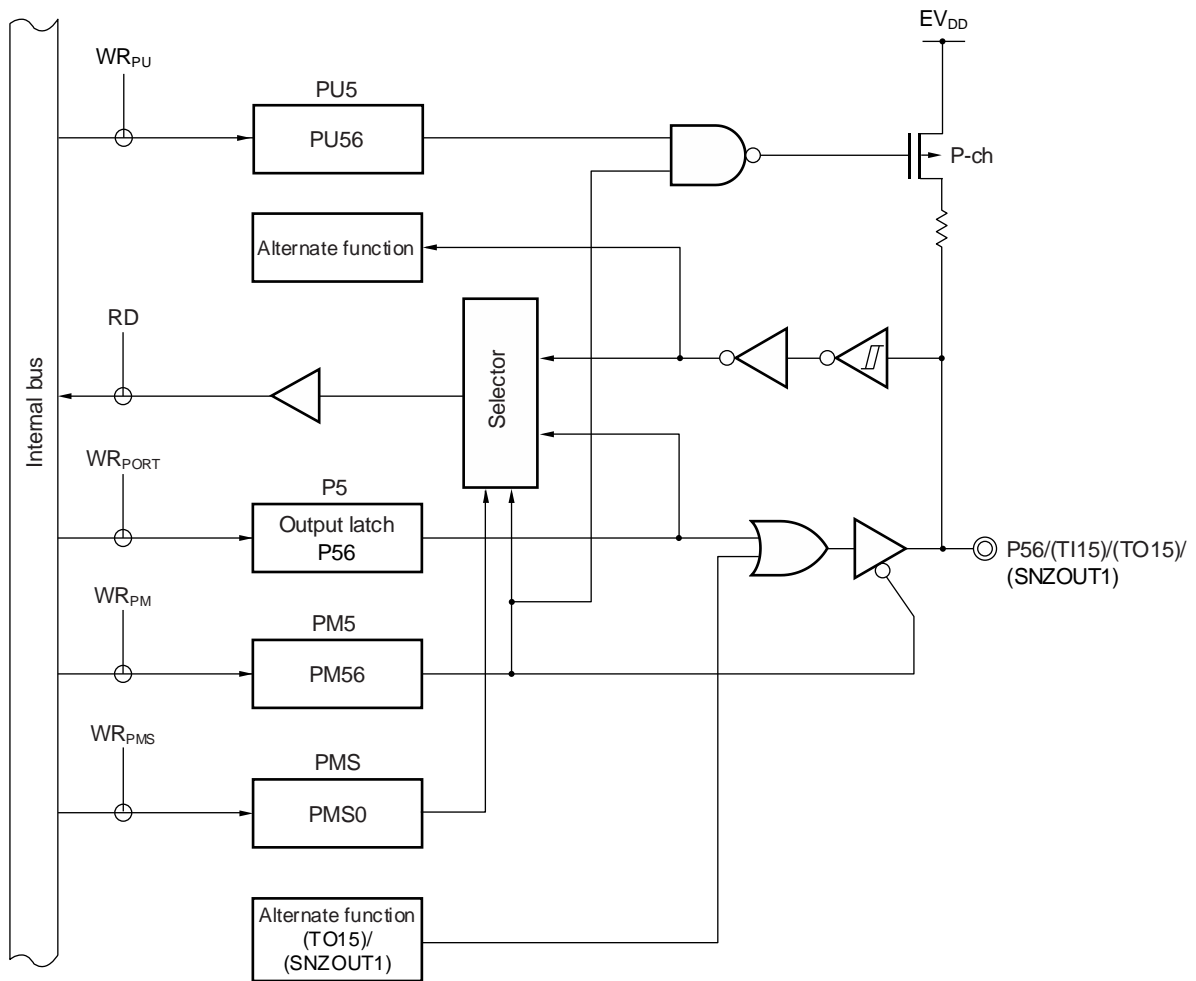 EVDD
WRPU
PU5
PU56
P-ch
Alternate function
RD
Selector
Internal bus
WRPORT
P5
Output latch
P56
P56/(TI15)/(TO15)/
(SNZOUT1)
WRPM
PM5
PM56
WRPMS
PMS
PMS0
Alternate function
(TO15)/
(SNZOUT1)